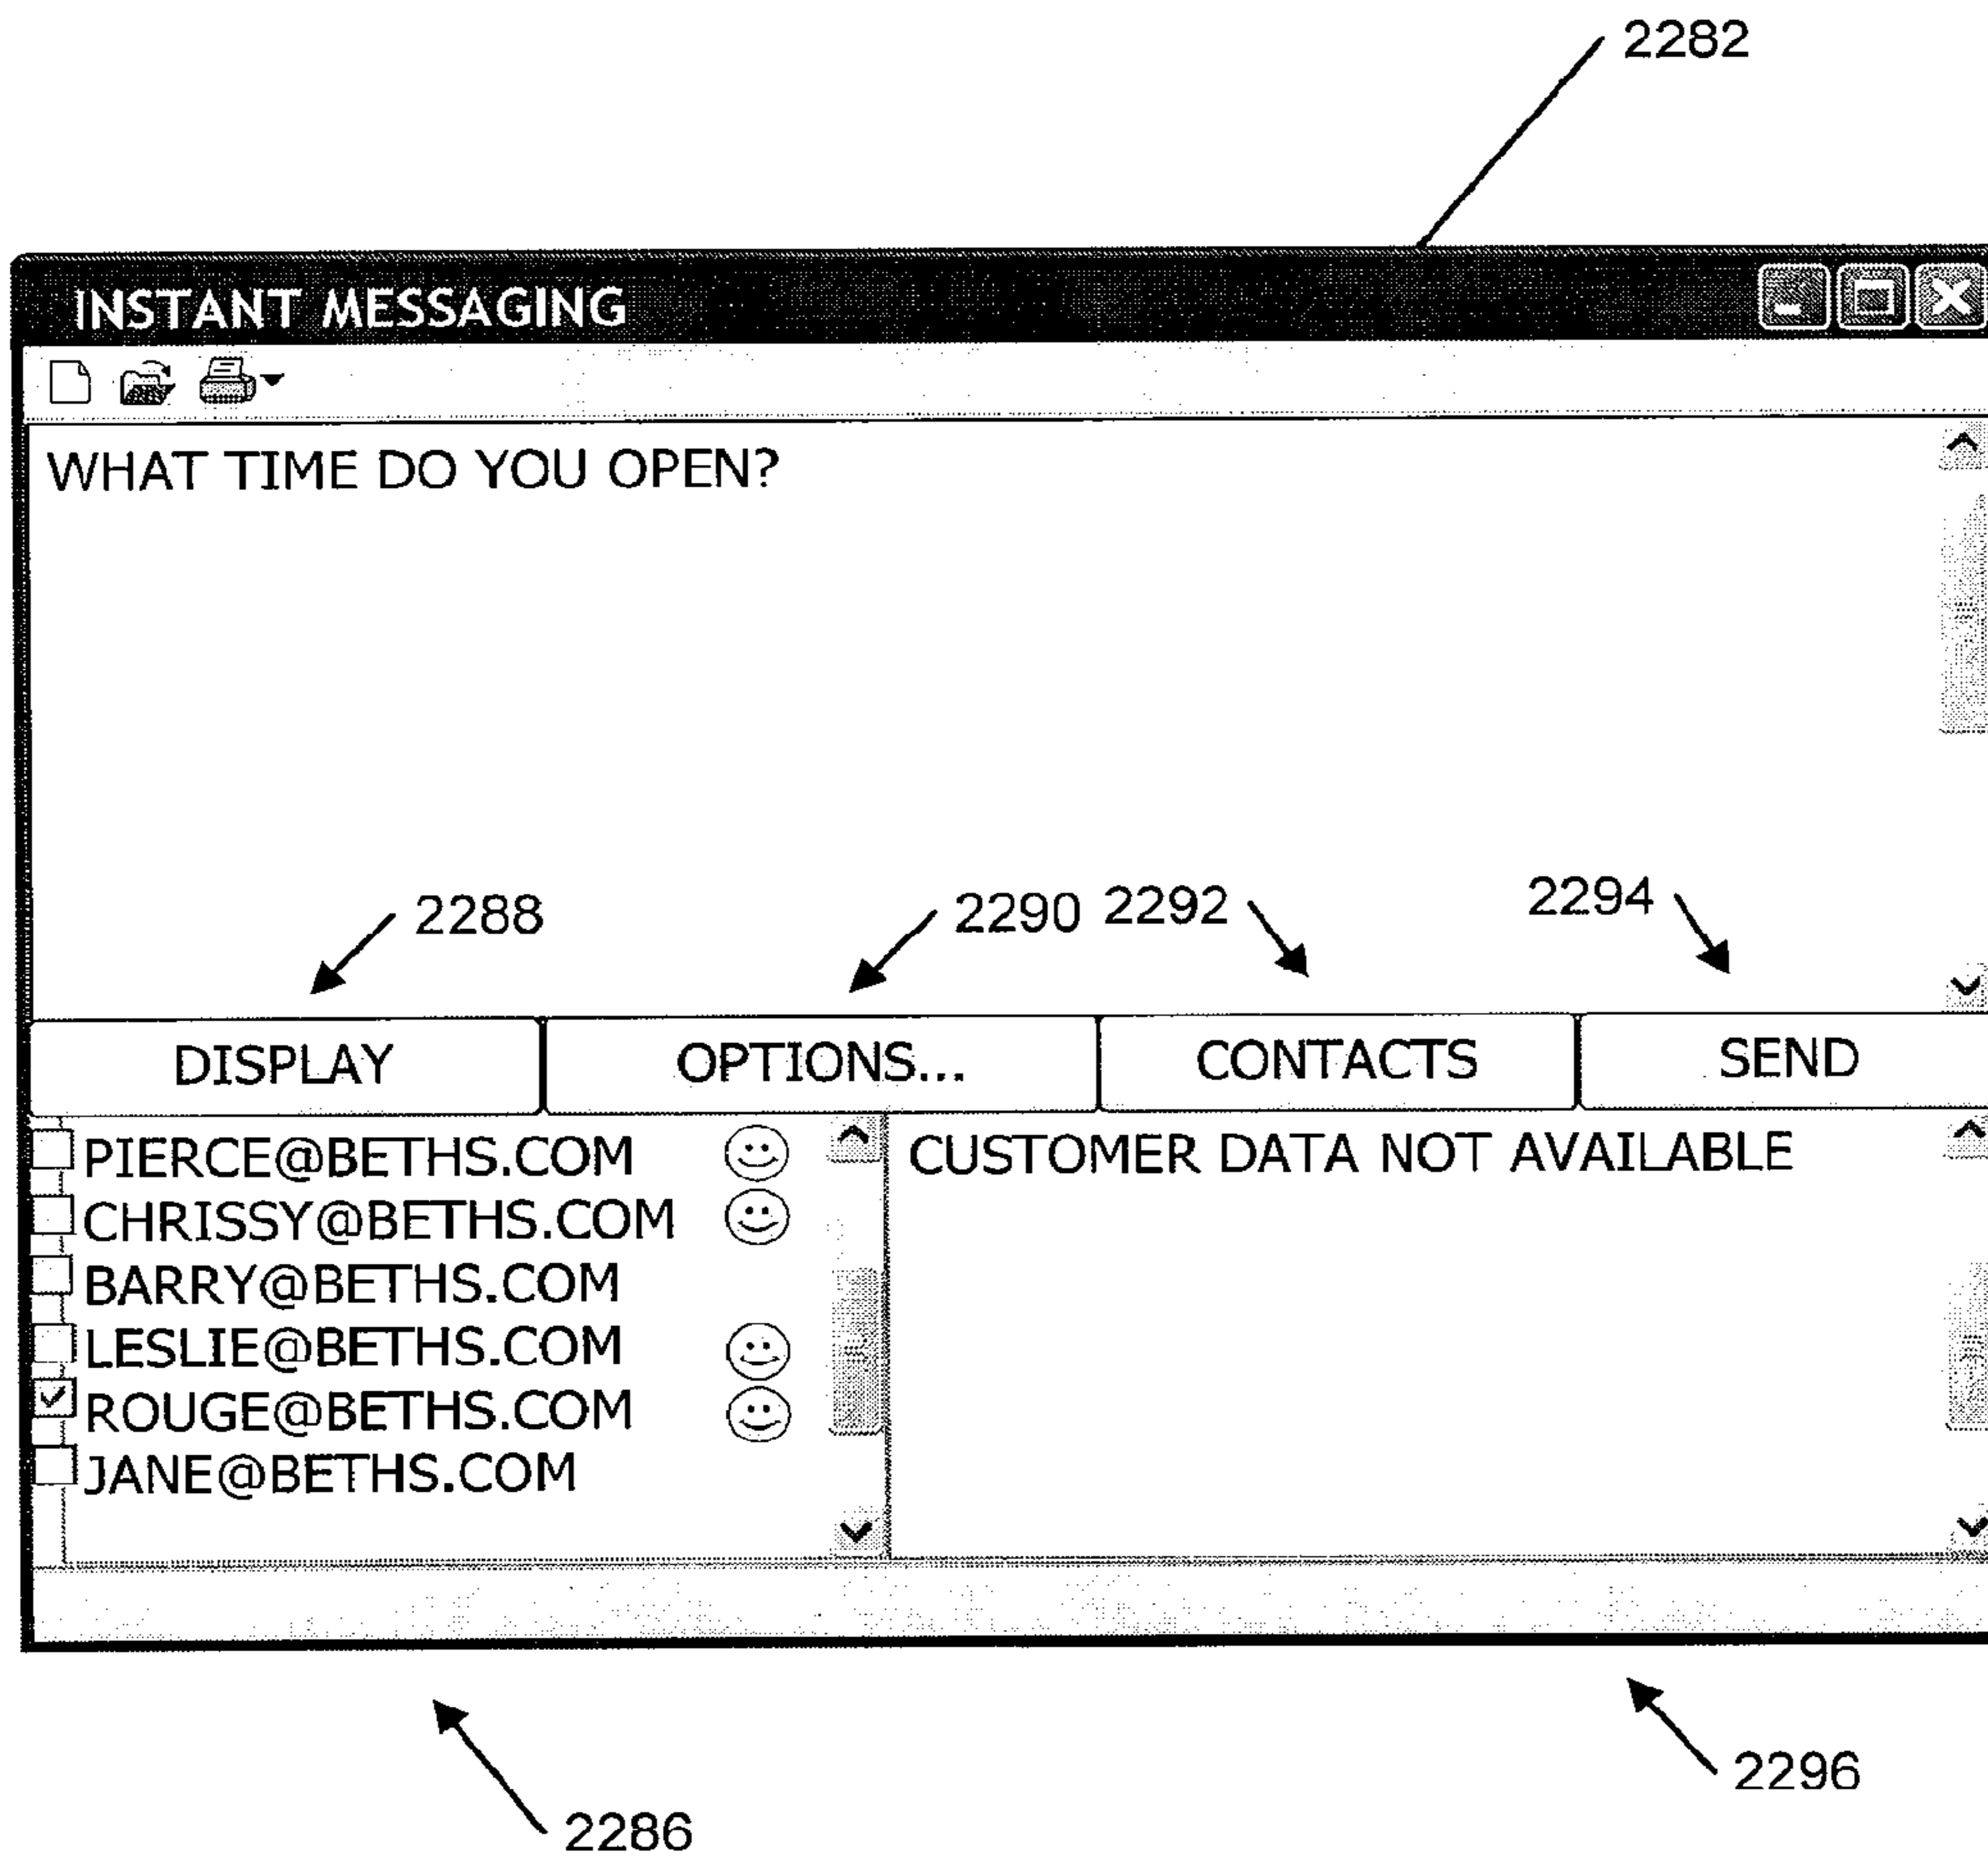 2282
INSTANT MESSAGING
WHAT TIME DO YOU OPEN?
2288 2290 2292 2294
DISPLAY OPTIONS... CONTACTS SEND
PIERCE@BETHS.COM
CHRISSY@BETHS.COM
BARRY@BETHS.COM
LESLIE@BETHS.COM
ROUGE@BETHS.COM
JANE@BETHS.COM
CUSTOMER DATA NOT AVAILABLE
2286
2296